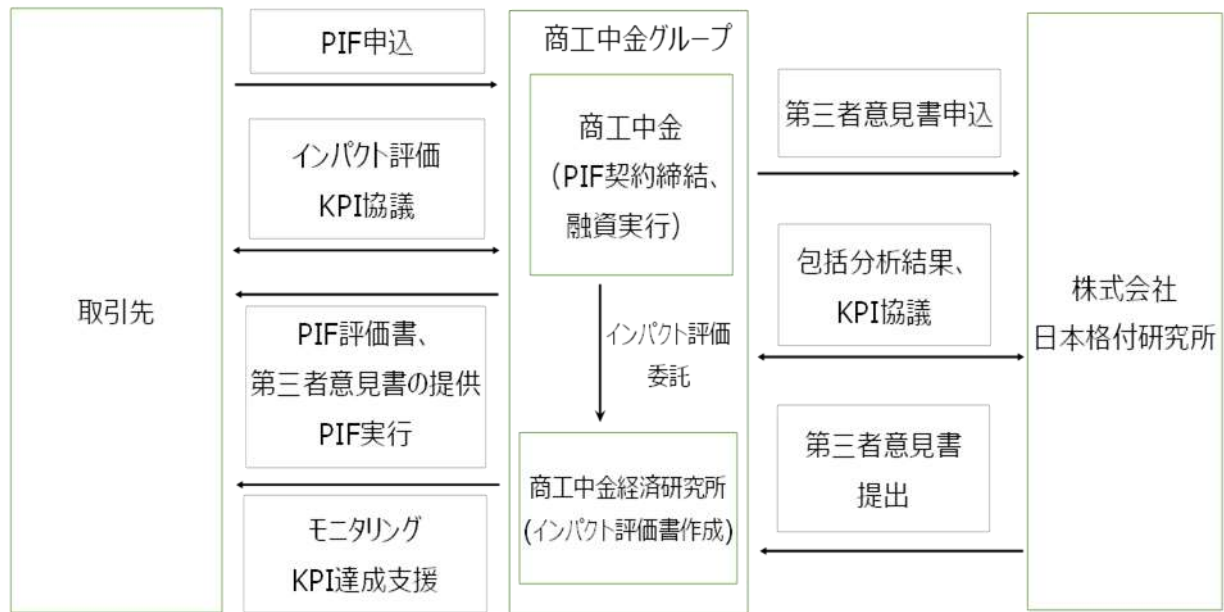 取引先
PIF申込
インパクト評価
KPI協議
PIF評価書、
第三者意見書の提供
PIF実行
モニタリング
KPI達成支援
商工中金グループ
商工中金
（PIF契約締結、
融資実行）
インパクト評価
委託
商工中金経済研究所
(インパクト評価書作成)
第三者意見書申込
包括分析結果、
KPI協議
第三者意見書
提出
株式会社
日本格付研究所